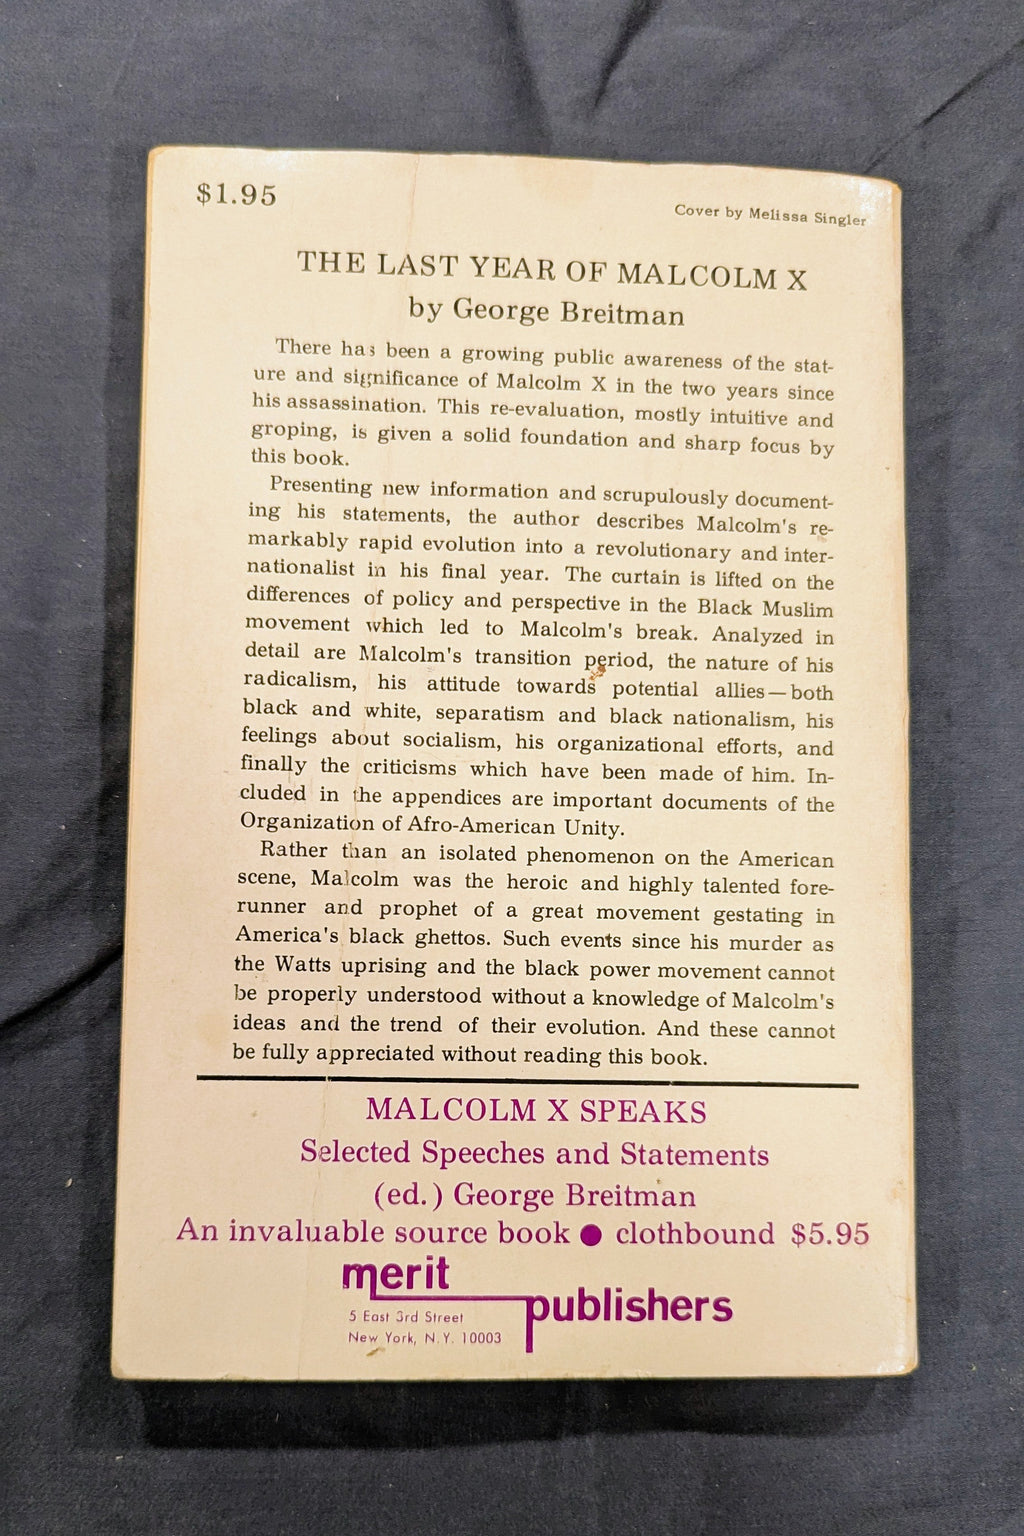 $1.95
Cover by Melissa Singler
THE LAST YEAR OF MALCOLM X
by George Breitman
There has been a growing public awareness of the stat-
ure and significance of Malcolm X in the two years since
his assassination. This re-evaluation, mostly intuitive and
groping, is given a solid foundation and sharp focus by
this book.
Presenting new information and scrupulously document-
ing his statements, the author describes Malcolm's re-
markably rapid evolution into a revolutionary and inter-
nationalist in his final year. The curtain is lifted on the
differences of policy and perspective in the Black Muslim
movement which led to Malcolm's break. Analyzed in
detail are Malcolm's transition period, the nature of his
radicalism, his attitude towards potential allies—both
black and white, separatism and black nationalism, his
feelings about socialism, his organizational efforts, and
finally the criticisms which have been made of him. In-
cluded in the appendices are important documents of the
Organization of Afro-American Unity.
Rather than an isolated phenomenon on the American
scene, Malcolm was the heroic and highly talented fore-
runner and prophet of a great movement gestating in
America's black ghettos. Such events since his murder as
the Watts uprising and the black power movement cannot
be properly understood without a knowledge of Malcolm's
ideas and the trend of their evolution. And these cannot
be fully appreciated without reading this book.
MALCOLM X SPEAKS
Selected Speeches and Statements
(ed.) George Breitman
An invaluable source book ● clothbound $5.95
merit
publishers
5 East 3rd Street
New York, N.Y. 10003